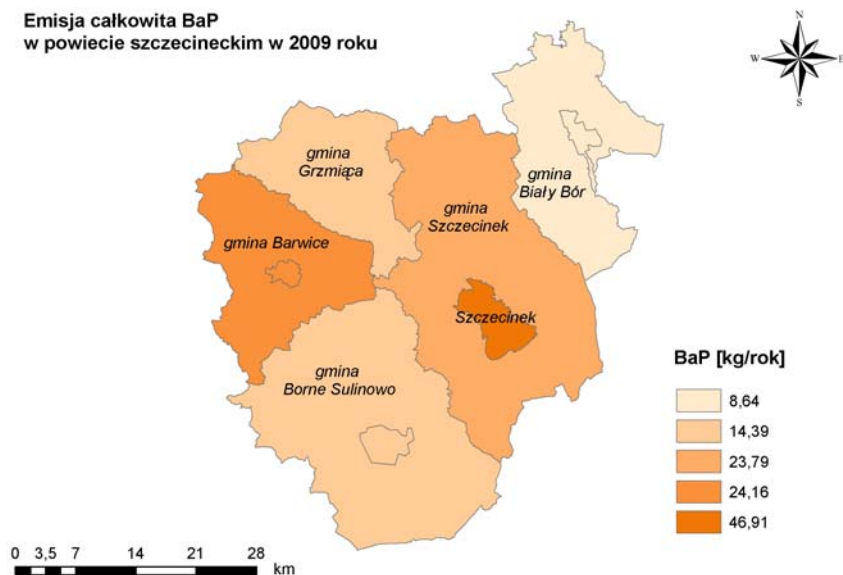 Emisja całkowita BaP
w powiecie szczecineckim w 2009 roku
N
W E
S
gmina
Grzmiąca
gmina
Biały Bór
gmina
Szczecinek
gmina Barwice
Szczecinek
gmina
Borne Sulinowo
BaP [kg/rok]
8,64
14,39
23,79
24,16
46,91
0 3,5 7 14 21 28
km